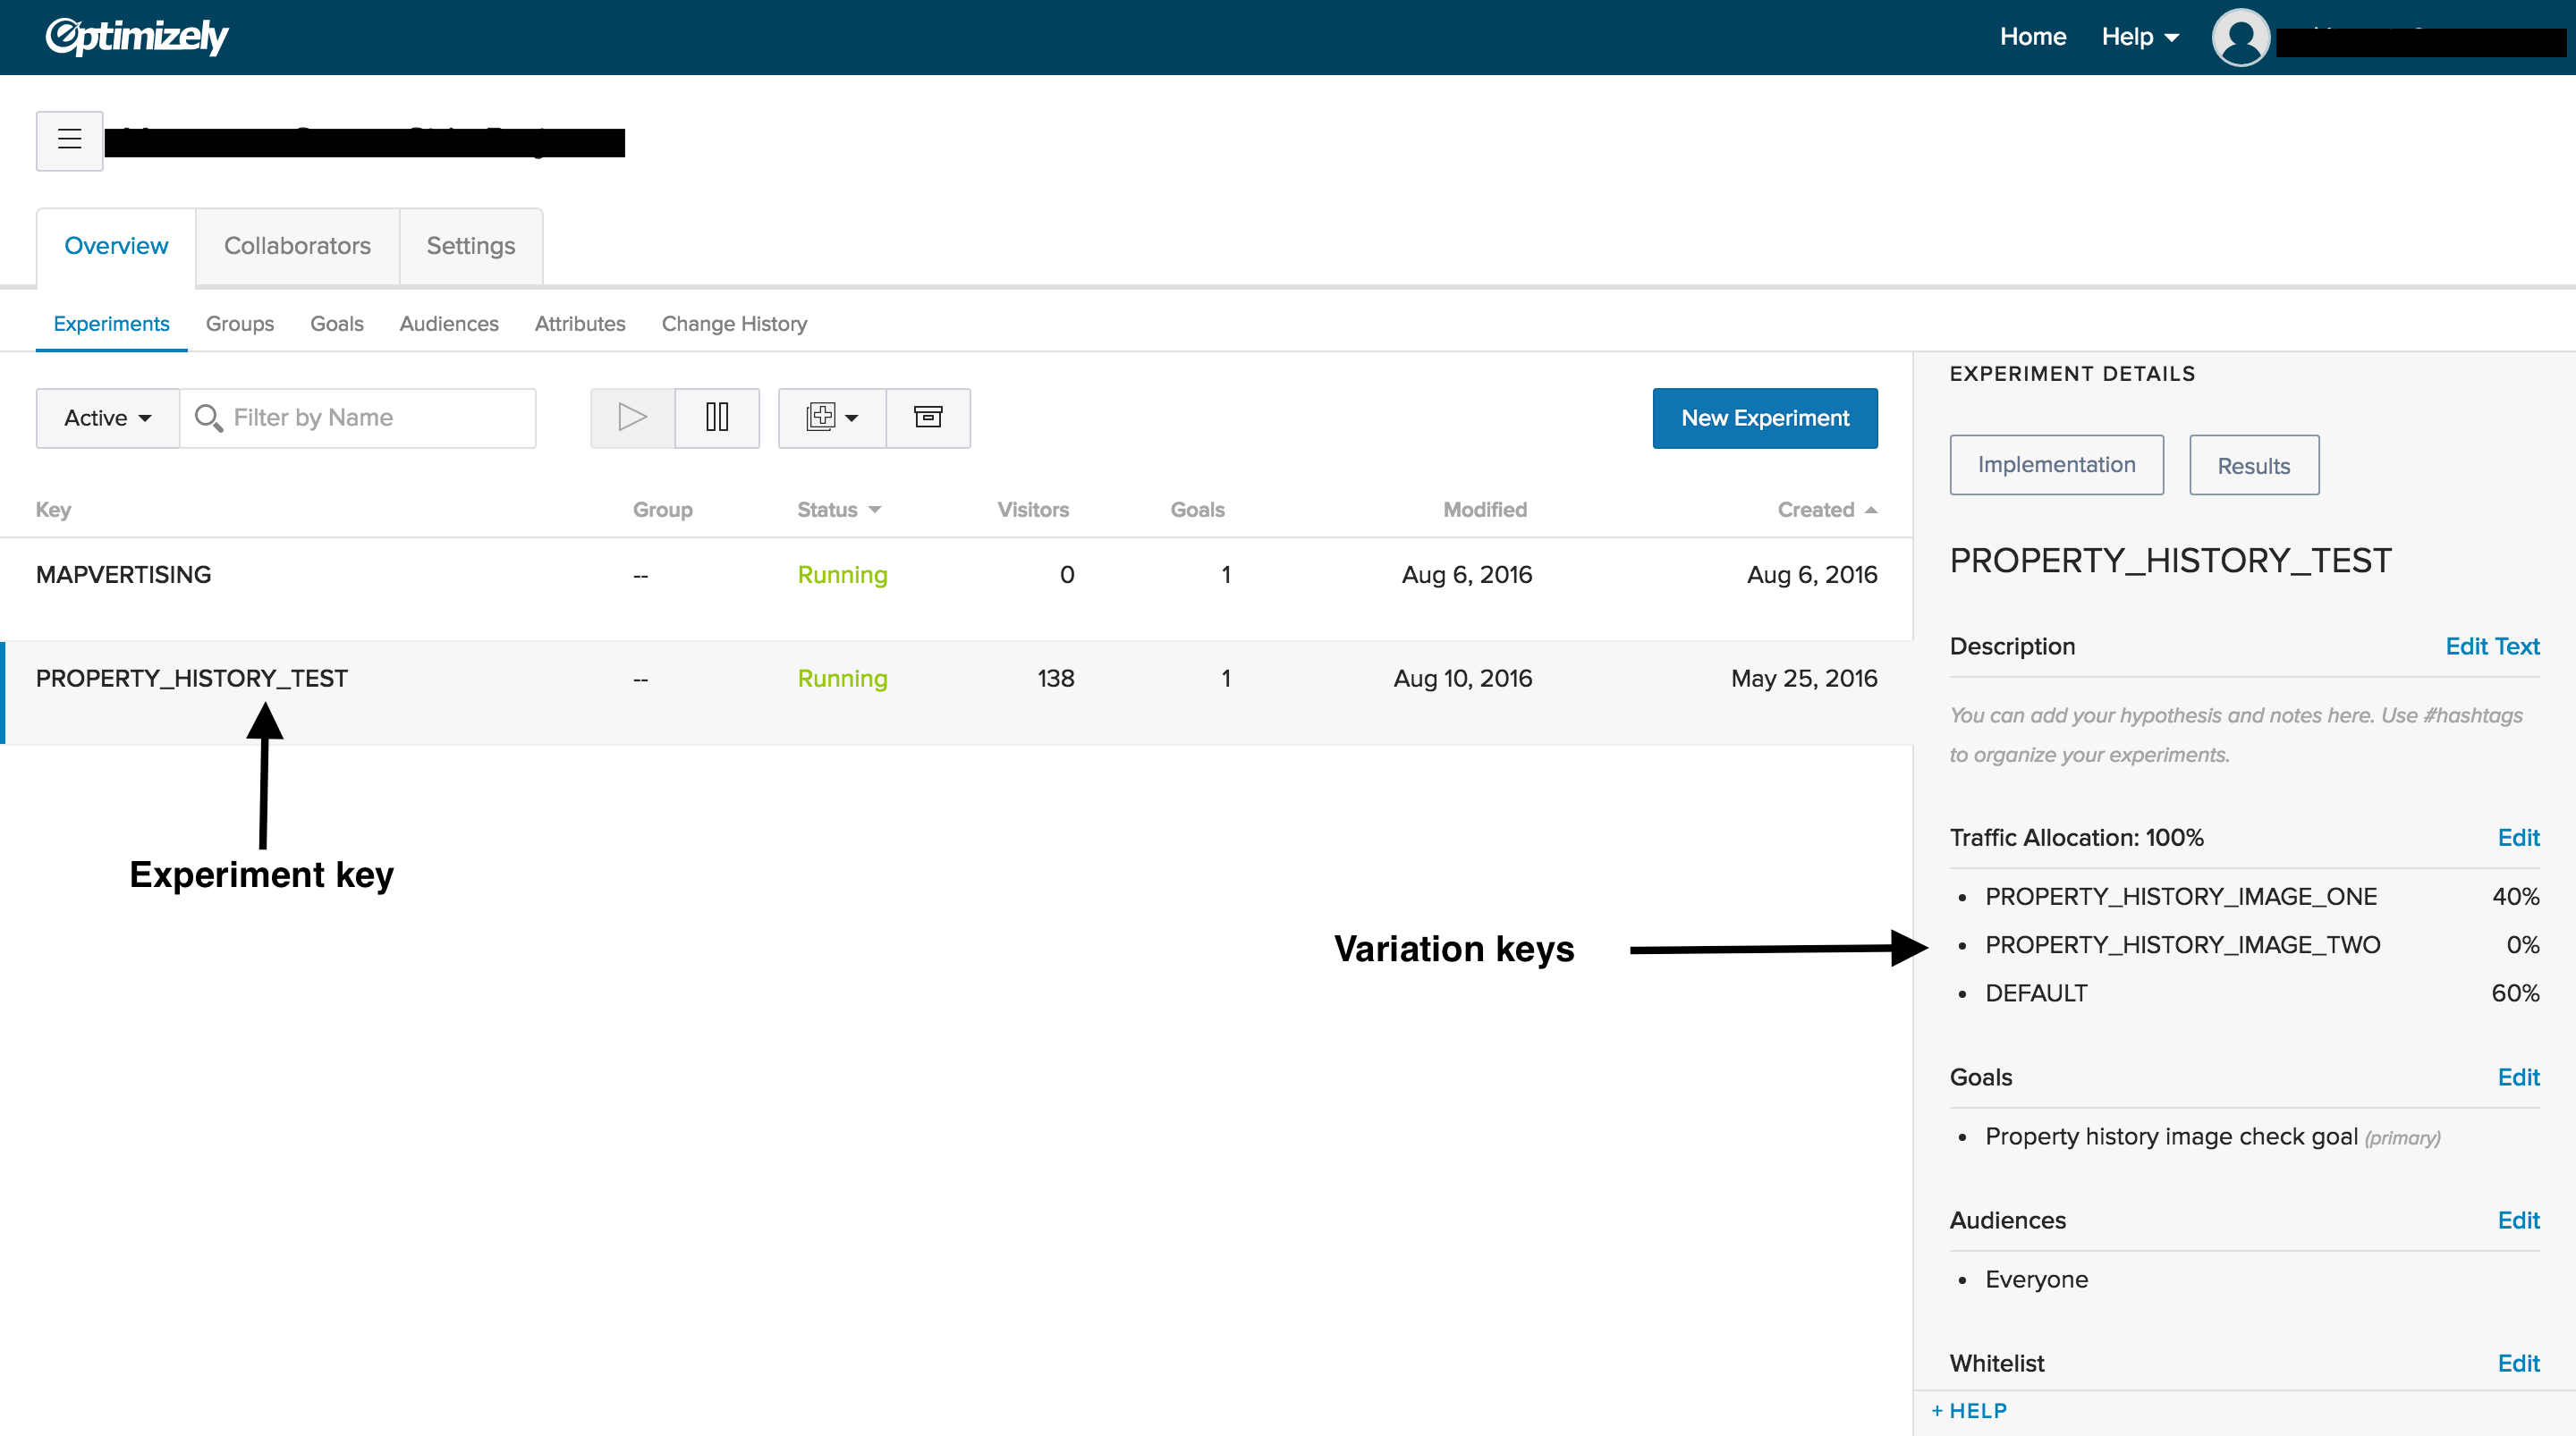 Optimizely
Home Help
Overview Collaborators Settings
Experiments Groups Goals Audiences Attributes Change History
Active Filter by Name New Experiment
Key Group Status Visitors Goals Modified Created
MAPVERTISING -- Running 0 1 Aug 6, 2016 Aug 6, 2016
PROPERTY_HISTORY_TEST -- Running 138 1 Aug 10, 2016 May 25, 2016
Experiment key
Variation keys
EXPERIMENT DETAILS
Implementation Results
PROPERTY_HISTORY_TEST
Description Edit Text
You can add your hypothesis and notes here. Use #hashtags
to organize your experiments.
Traffic Allocation: 100% Edit
• PROPERTY_HISTORY_IMAGE_ONE 40%
• PROPERTY_HISTORY_IMAGE_TWO 0%
• DEFAULT 60%
Goals Edit
• Property history image check goal (primary)
Audiences Edit
• Everyone
Whitelist Edit
+ HELP